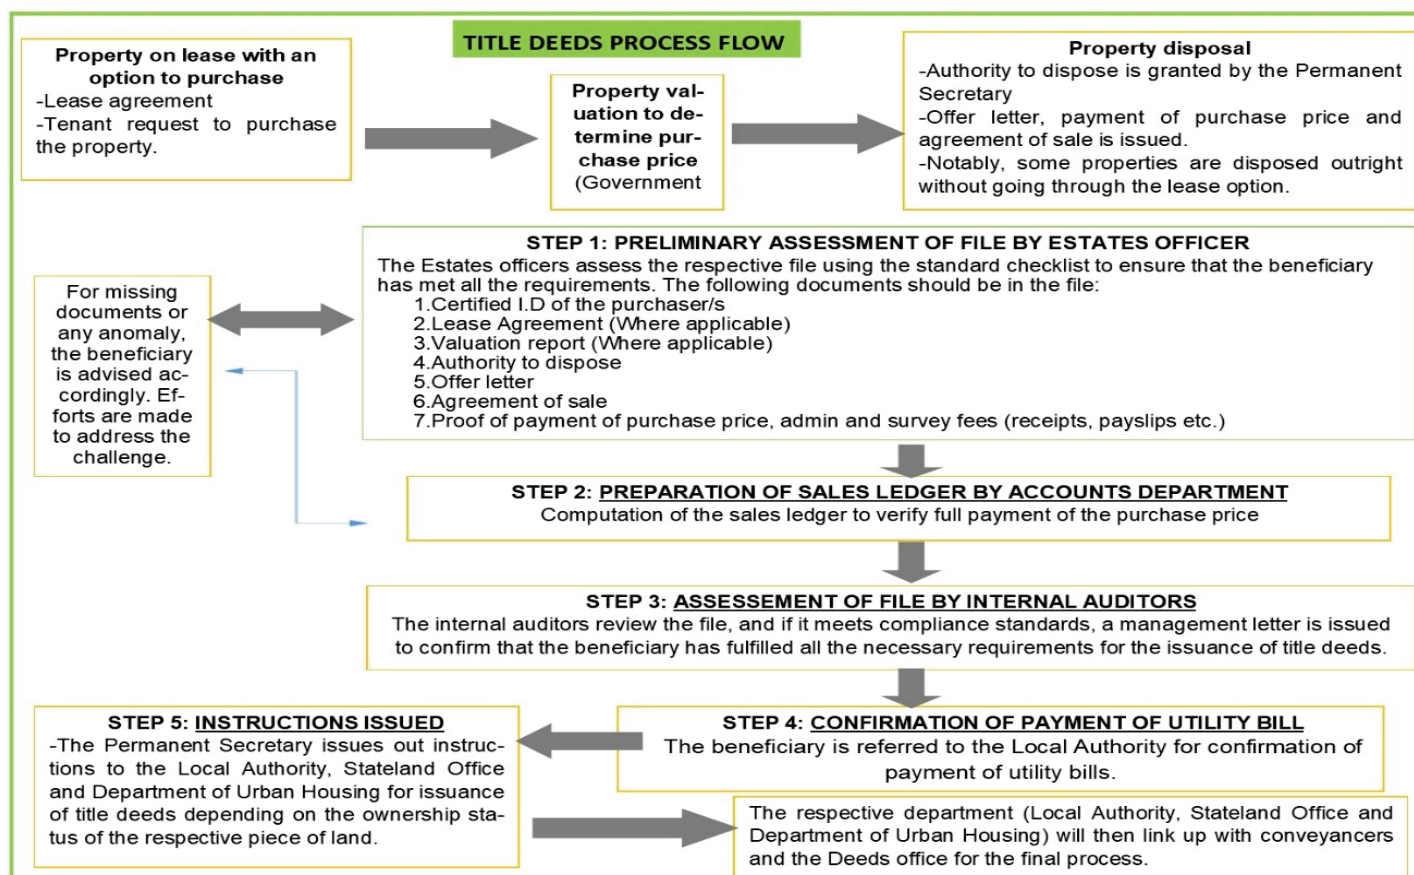 TITLE DEEDS PROCESS FLOW
Property on lease with an
option to purchase
-Lease agreement
-Tenant request to purchase
the property.
Property val-
uation to de-
termine pur-
chase price
(Government
Property disposal
-Authority to dispose is granted by the Permanent
Secretary
-Offer letter, payment of purchase price and
agreement of sale is issued.
-Notably, some properties are disposed outright
without going through the lease option.
STEP 1: PRELIMINARY ASSESSMENT OF FILE BY ESTATES OFFICER
The Estates officers assess the respective file using the standard checklist to ensure that the beneficiary
has met all the requirements. The following documents should be in the file:
1.Certified I.D of the purchaser/s
2.Lease Agreement (Where applicable)
3.Valuation report (Where applicable)
4.Authority to dispose
5.Offer letter
6.Agreement of sale
7.Proof of payment of purchase price, admin and survey fees (receipts, payslips etc.)
For missing
documents or
any anomaly,
the beneficiary
is advised ac-
cordingly. Ef-
forts are made
to address the
challenge.
STEP 2: PREPARATION OF SALES LEDGER BY ACCOUNTS DEPARTMENT
Computation of the sales ledger to verify full payment of the purchase price
STEP 3: ASSESSEMENT OF FILE BY INTERNAL AUDITORS
The internal auditors review the file, and if it meets compliance standards, a management letter is issued
to confirm that the beneficiary has fulfilled all the necessary requirements for the issuance of title deeds.
STEP 4: CONFIRMATION OF PAYMENT OF UTILITY BILL
The beneficiary is referred to the Local Authority for confirmation of
payment of utility bills.
STEP 5: INSTRUCTIONS ISSUED
-The Permanent Secretary issues out instruc-
tions to the Local Authority, Stateland Office
and Department of Urban Housing for issuance
of title deeds depending on the ownership sta-
tus of the respective piece of land.
The respective department (Local Authority, Stateland Office and
Department of Urban Housing) will then link up with conveyancers
and the Deeds office for the final process.